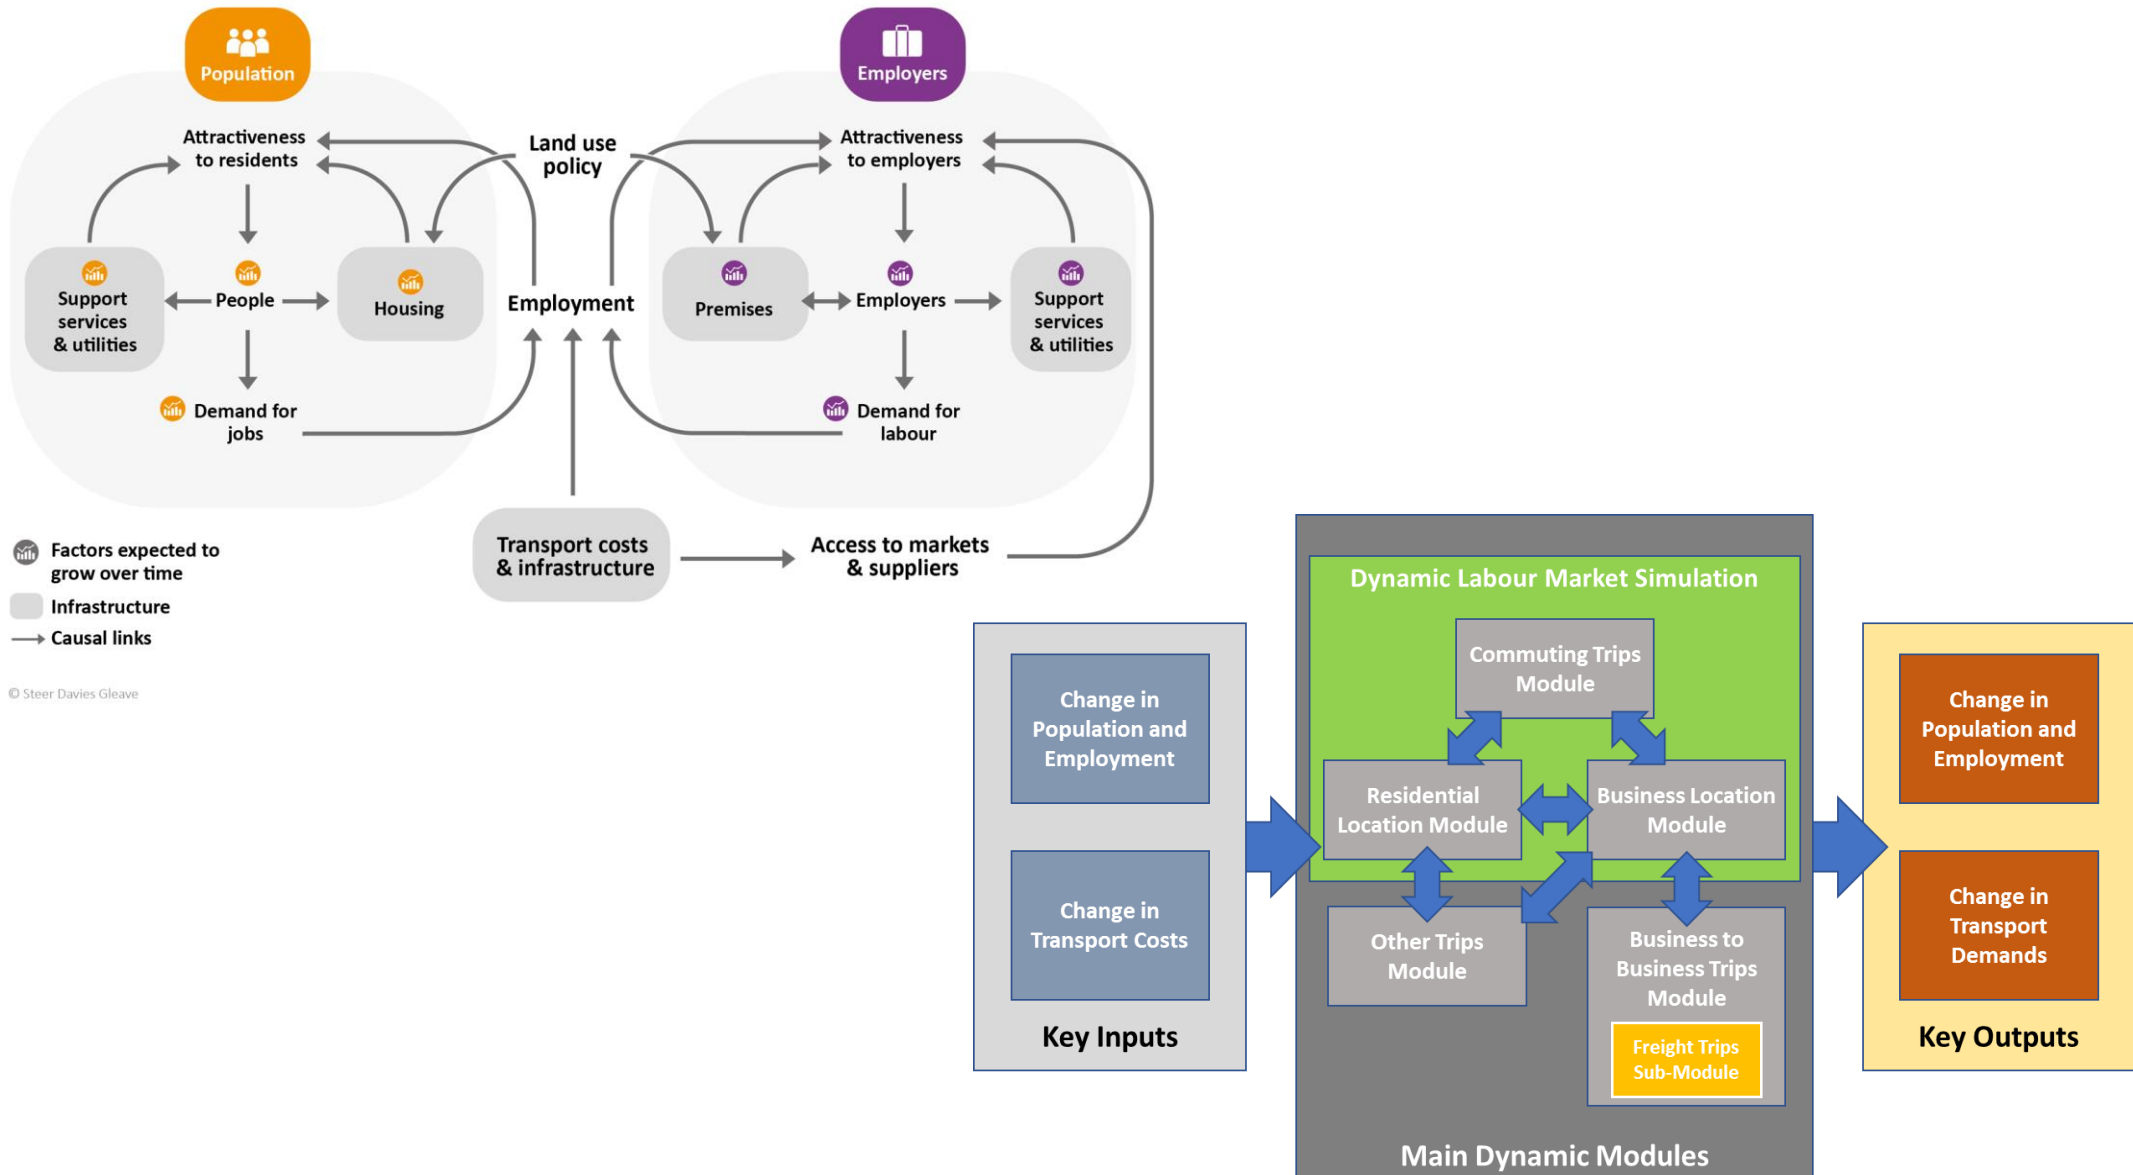 Population
Attractiveness
to residents
Support
services
& utilities
People
Housing
Demand for
jobs
Land use
policy
Employment
Employers
Attractiveness
to employers
Premises
Employers
Support
services
& utilities
Demand for
labour
Transport costs
& infrastructure
Access to markets
& suppliers
Factors expected to
grow over time
Infrastructure
Causal links
© Steer Davies Gleave
Change in
Population and
Employment
Change in
Transport Costs
Key Inputs
Dynamic Labour Market Simulation
Commuting Trips
Module
Residential
Location Module
Business Location
Module
Other Trips
Module
Business to
Business Trips
Module
Freight Trips
Sub-Module
Main Dynamic Modules
Change in
Population and
Employment
Change in
Transport
Demands
Key Outputs